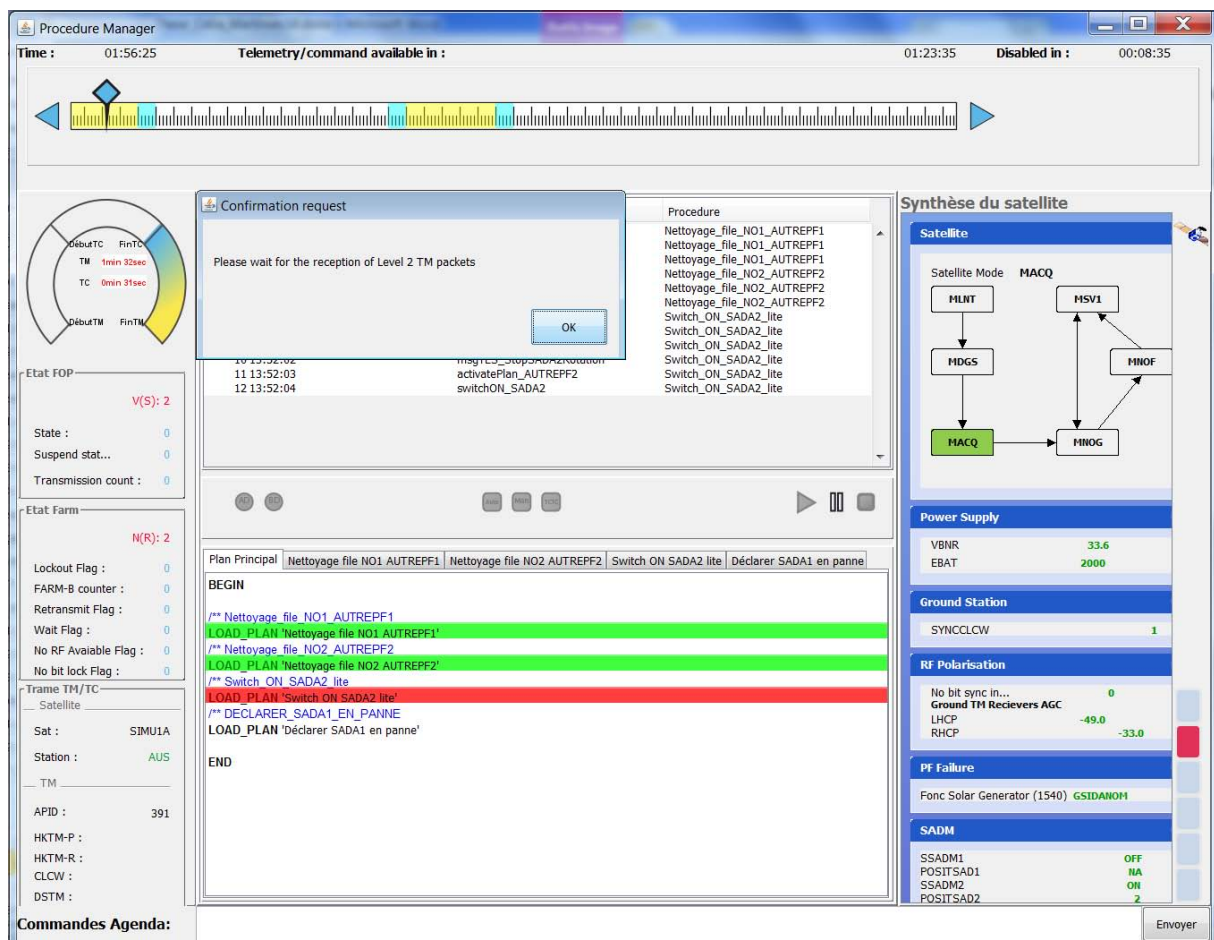 Procedure Manager
Time : 01:56:25 Telemetry/command available in : 01:23:35 Disabled in : 00:08:35
DébutTC FinTC
TM 1min 32sec
TC 0min 31sec
DébutTM FinTM
Etat FOP
V(S): 2
State : 0
Suspend stat... 0
Transmission count : 0
Etat Farm
N(R): 2
Lockout Flag : 0
FARM-B counter : 0
Retransmit Flag : 0
Wait Flag : 0
No RF Avaiable Flag : 0
No bit lock Flag : 0
Trame TM/TC
Satellite
Sat : SIMU1A
Station : AUS
TM
APID : 391
HKTM-P :
HKTM-R :
CLCW :
DSTM :
Confirmation request
Please wait for the reception of Level 2 TM packets
OK
Procedure
Nettoyage_file_NO1_AUTREPF1
Nettoyage_file_NO1_AUTREPF1
Nettoyage_file_NO1_AUTREPF1
Nettoyage_file_NO2_AUTREPF2
Nettoyage_file_NO2_AUTREPF2
Nettoyage_file_NO2_AUTREPF2
Switch_ON_SADA2_lite
Switch_ON_SADA2_lite
Switch_ON_SADA2_lite
10 13:52:02 msgYES_StopSADA2Rotation Switch_ON_SADA2_lite
11 13:52:03 activatePlan_AUTREPF2 Switch_ON_SADA2_lite
12 13:52:04 switchON_SADA2 Switch_ON_SADA2_lite
AD BD Auto MAN
Plan Principal Nettoyage file NO1 AUTREPF1 Nettoyage file NO2 AUTREPF2 Switch ON SADA2 lite Déclarer SADA1 en panne
BEGIN
/** Nettoyage_file_NO1_AUTREPF1
LOAD_PLAN 'Nettoyage file NO1 AUTREPF1'
/** Nettoyage_file_NO2_AUTREPF2
LOAD_PLAN 'Nettoyage file NO2 AUTREPF2'
/** Switch_ON_SADA2_lite
LOAD_PLAN 'Switch ON SADA2 lite'
/** DECLARER_SADA1_EN_PANNE
LOAD_PLAN 'Déclarer SADA1 en panne'
END
Synthèse du satellite
Satellite
Satellite Mode MACQ
MLNT MSV1
MDGS MNOF
MACQ MNOG
Power Supply
VBNR 33.6
EBAT 2000
Ground Station
SYNCCLCW 1
RF Polarisation
No bit sync in... 0
Ground TM Recievers AGC
LHCP -49.0
RHCP -33.0
PF Failure
Fonc Solar Generator (1540) GSIDANOM
SADM
SSADM1 OFF
POSITSAD1 NA
SSADM2 ON
POSITSAD2 2
Commandes Agenda: Envoyer